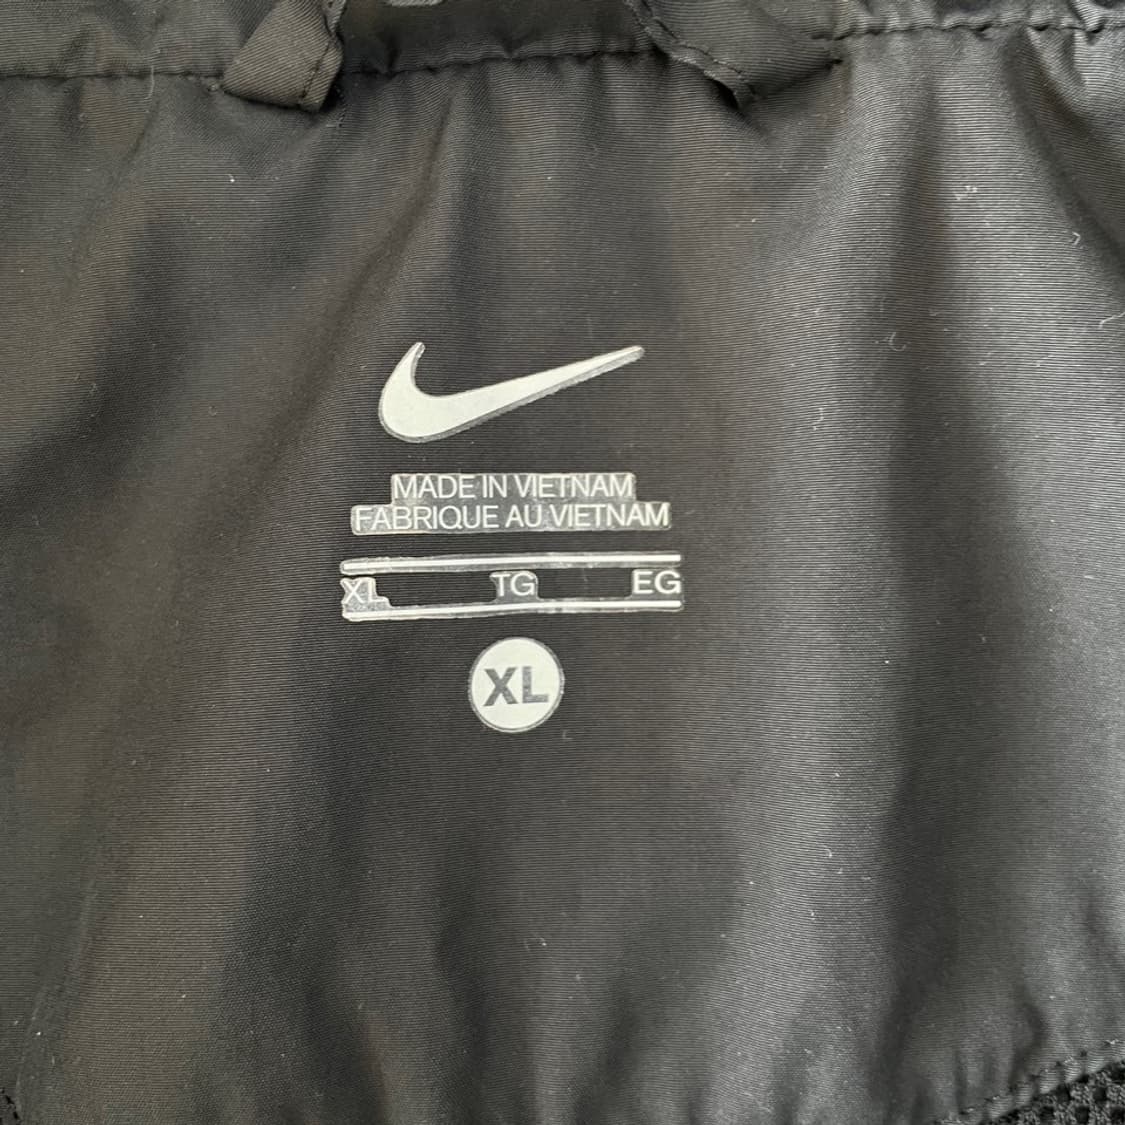 MADE IN VIETNAM
FABRIQUE AU VIETNAM
XL TG EG
XL